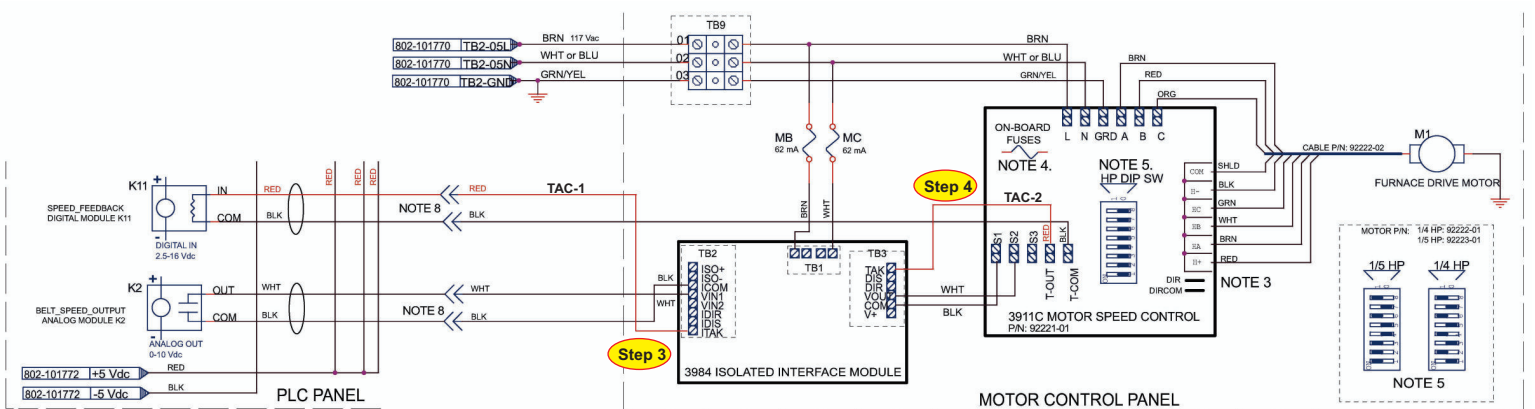 TB9
802-101770 TB2-05L BRN 117 Vac 01 BRN
802-101770 TB2-05N WHT or BLU 02 WHT or BLU
802-101770 TB2-GND GRN/YEL 03 GRN/YEL
BRN
RED
ORG
MB
62 mA
MC
62 mA
BRN
WHT
ON-BOARD
FUSES
NOTE 4.
L N GRD A B C
NOTE 5.
HP DIP SW
CABLE P/N: 92222-02
M1
FURNACE DRIVE MOTOR
K11
+
-
IN
COM
SPEED_FEEDBACK
DIGITAL MODULE K11
DIGITAL IN
2.5-16 Vdc
RED
BLK
RED
RED
RED
NOTE 8
RED
BLK
TAC-1
Step 4
TAC-2
K2
+
-
OUT
COM
BELT_SPEED_OUTPUT
ANALOG MODULE K2
ANALOG OUT
0-10 Vdc
WHT
BLK
NOTE 8
WHT
BLK
802-101772 +5 Vdc RED
802-101772 -5 Vdc BLK
PLC PANEL
Step 3
BLK
WHT
TB2
ISO+
ISO-
ICOM
VIN1
VIN2
IDIR
IDIS
ITAK
TB1
TB3
TAK
DIS
DIR
VOUT
COM
V+
3984 ISOLATED INTERFACE MODULE
WHT
BLK
S1
S2
S3
RED
BLK
T-OUT
T-COM
3911C MOTOR SPEED CONTROL
P/N: 92221-01
COM SHLD
H- BLK
HC GRN
HB WHT
HA BRN
H+ RED
DIR
DIRCOM
NOTE 3
MOTOR P/N: 1/4 HP: 92222-01
1/5 HP: 92223-01
1/5 HP
1/4 HP
NOTE 5
MOTOR CONTROL PANEL